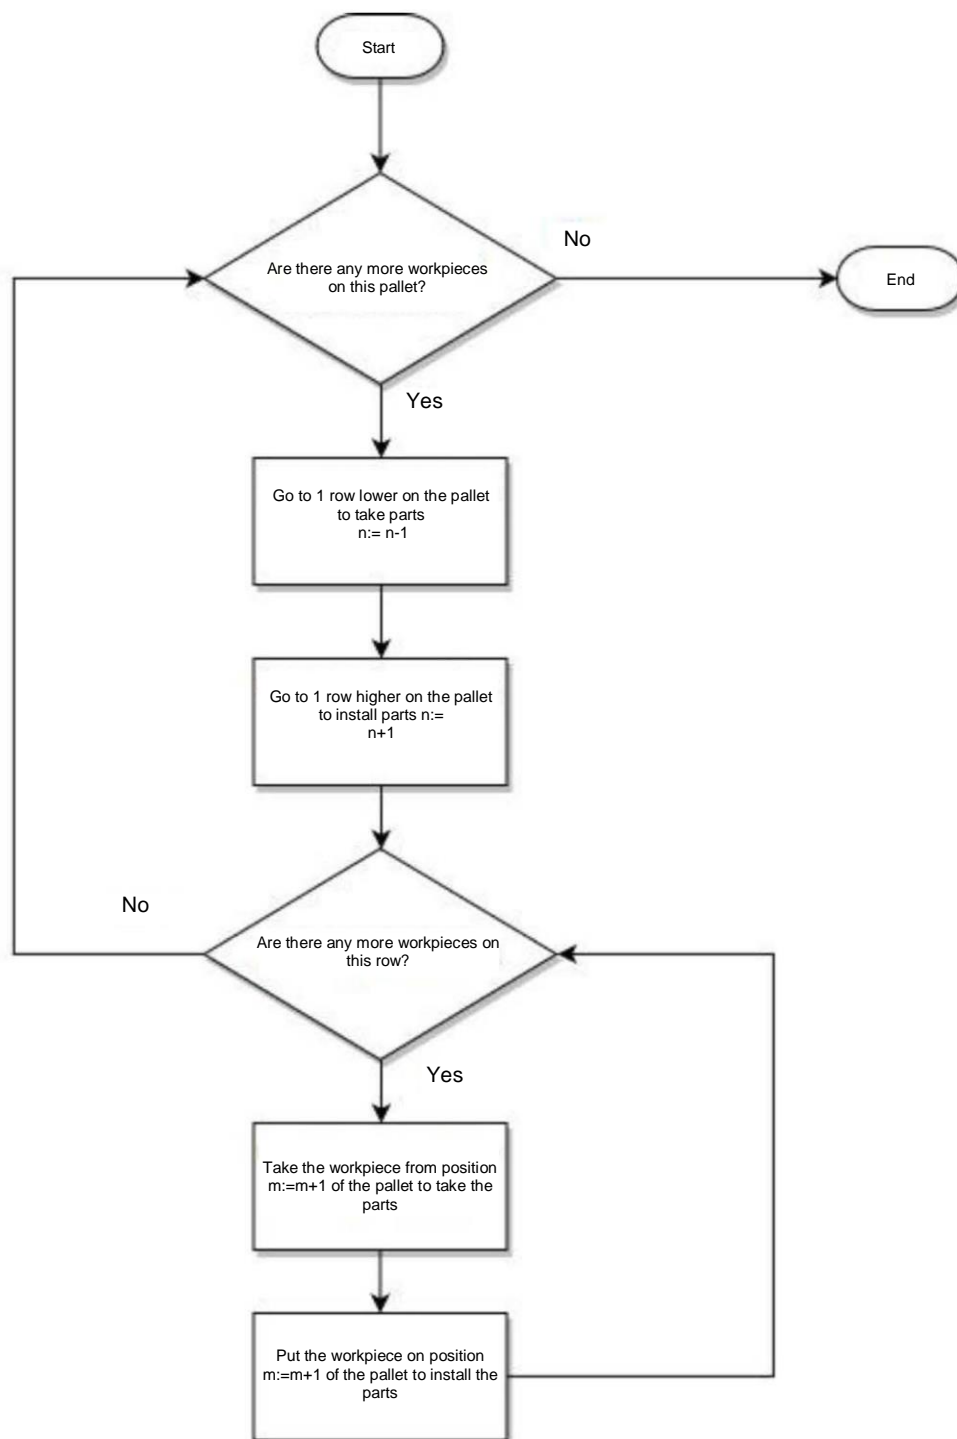 Start
Are there any more workpieces
on this pallet?
No
End
Yes
Go to 1 row lower on the pallet
to take parts
n:= n-1
Go to 1 row higher on the pallet
to install parts n:=
n+1
No
Are there any more workpieces on
this row?
Yes
Take the workpiece from position
m:=m+1 of the pallet to take the
parts
Put the workpiece on position
m:=m+1 of the pallet to install the
parts